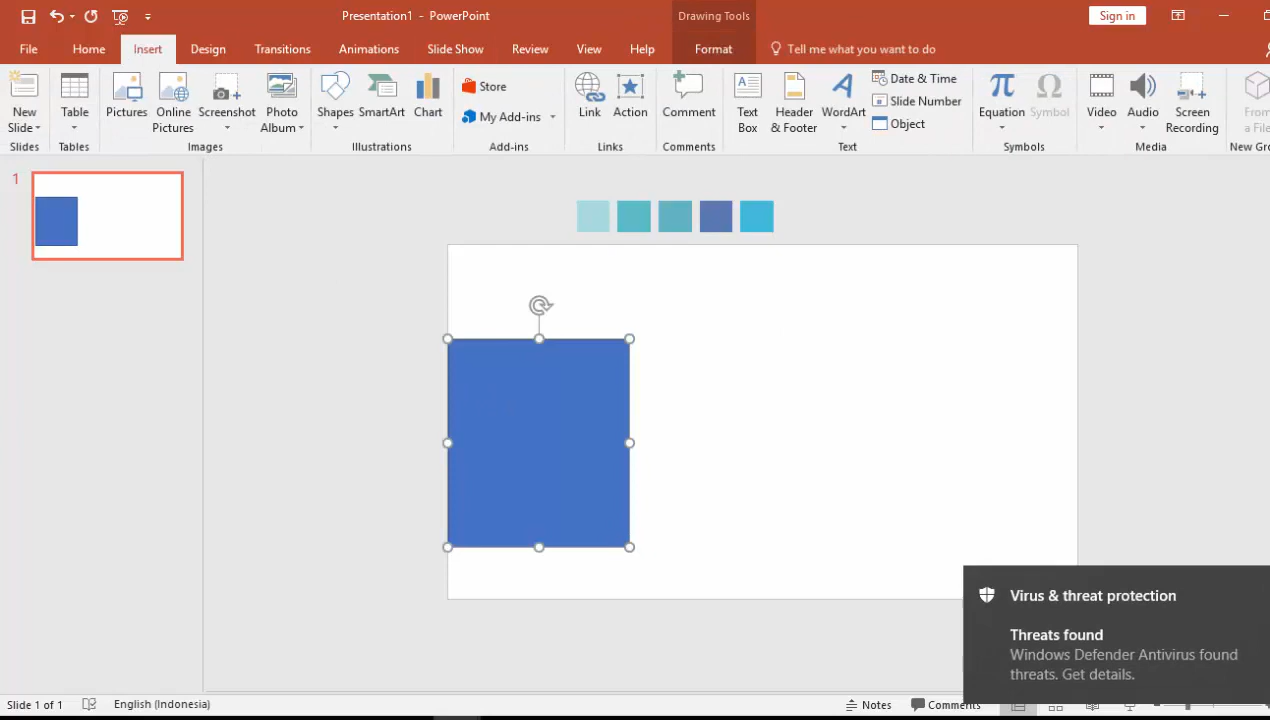 Presentation1 - PowerPoint
Drawing Tools
Sign in
File
Home
Insert
Design
Transitions
Animations
Slide Show
Review
View
Help
Format
Tell me what you want to do
New
Slide
Slides
Table
Tables
Pictures
Online
Pictures
Screenshot
Photo
Album
Images
Shapes
SmartArt
Chart
Illustrations
Store
My Add-ins
Add-ins
Link
Action
Links
Comment
Comments
Text
Box
Header
& Footer
WordArt
Date & Time
Slide Number
Object
Text
Equation
Symbol
Symbols
Video
Audio
Screen
Recording
Media
From
a File
New Gro
1
Virus & threat protection
Threats found
Windows Defender Antivirus found
threats. Get details.
Slide 1 of 1
English (Indonesia)
Notes
Comments